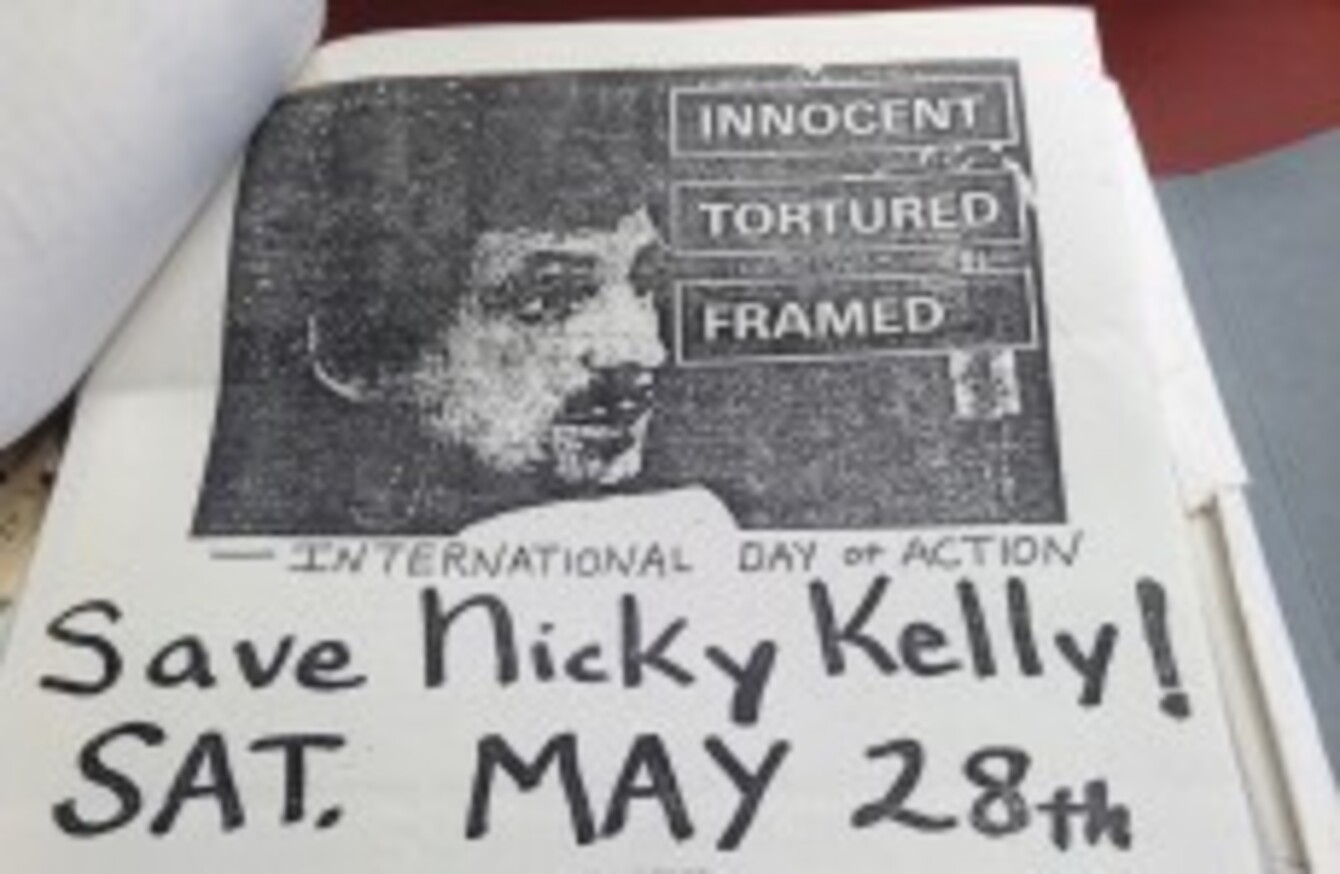 INNOCENT
TORTURED
FRAMED
— INTERNATIONAL DAY of ACTION
Save Nicky Kelly!
SAT. MAY 28th